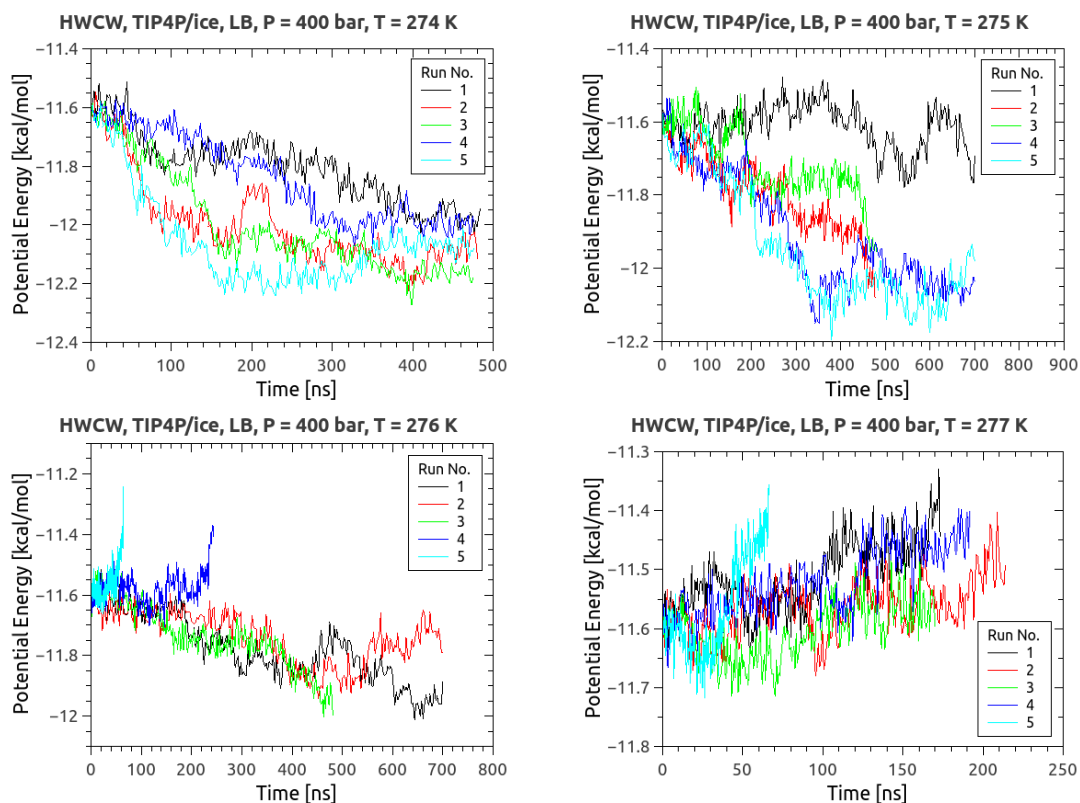 HWCW, TIP4P/ice, LB, P = 400 bar, T = 274 K
Potential Energy [kcal/mol]
−11.4
−11.6
−11.8
−12
−12.2
−12.4
0 100 200 300 400 500
Time [ns]
Run No.
1
2
3
4
5
HWCW, TIP4P/ice, LB, P = 400 bar, T = 275 K
Potential Energy [kcal/mol]
−11.4
−11.6
−11.8
−12
−12.2
0 100 200 300 400 500 600 700 800 900
Time [ns]
Run No.
1
2
3
4
5
HWCW, TIP4P/ice, LB, P = 400 bar, T = 276 K
Potential Energy [kcal/mol]
−11.2
−11.4
−11.6
−11.8
−12
0 100 200 300 400 500 600 700 800
Time [ns]
Run No.
1
2
3
4
5
HWCW, TIP4P/ice, LB, P = 400 bar, T = 277 K
Potential Energy [kcal/mol]
−11.3
−11.4
−11.5
−11.6
−11.7
−11.8
0 50 100 150 200 250
Time [ns]
Run No.
1
2
3
4
5